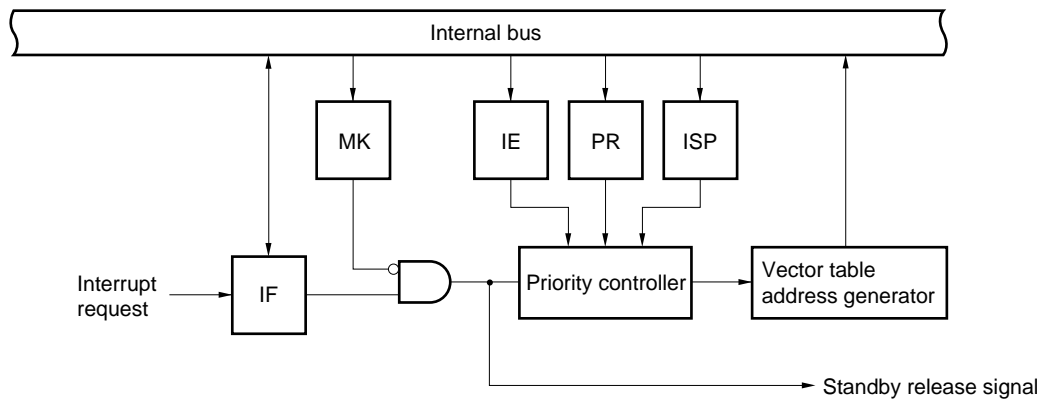 Internal bus
MK
IE
PR
ISP
Interrupt
request
IF
Priority controller
Vector table
address generator
Standby release signal